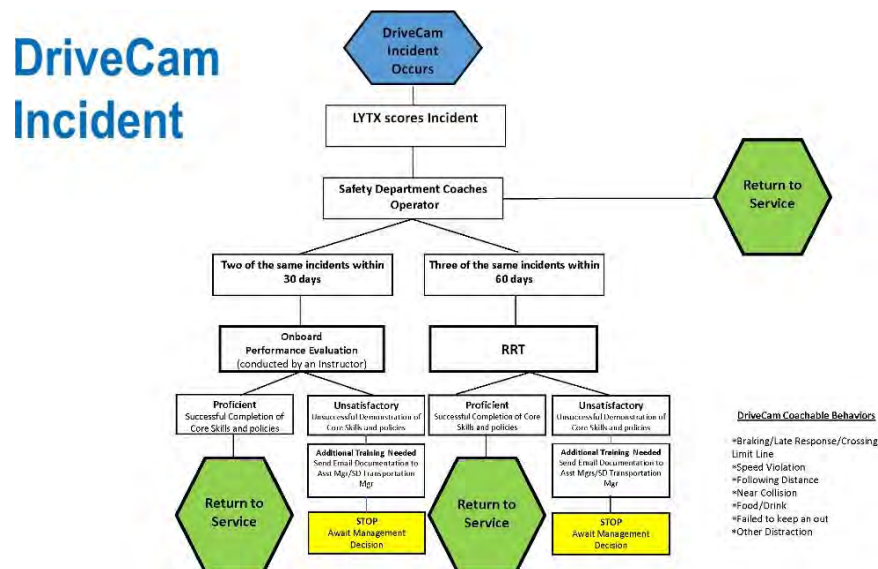 DriveCam
Incident
DriveCam
Incident
Occurs
LYTX scores Incident
Safety Department Coaches
Operator
Return to
Service
Two of the same incidents within
30 days
Three of the same incidents within
60 days
Onboard
Performance Evaluation
(conducted by an Instructor)
RRT
Proficient
Successful Completion of
Core Skills and policies
Unsatisfactory
Unsuccessful Demonstration of
Core Skills and policies
Proficient
Successful Completion of Core
Skills and policies
Unsatisfactory
Unsuccessful Demonstration of
Core Skills and policies
Additional Training Needed
Send Email Documentation to
Asst Mgrs/SD Transportation
Mgr
Additional Training Needed
Send Email Documentation to
Asst Mgrs/SD Transportation
Mgr
Return to
Service
STOP
Await Management
Decision
Return to
Service
STOP
Await Management
Decision
DriveCam Coachable Behaviors
*Braking/Late Response/Crossing
Limit Line
*Speed Violation
*Following Distance
*Near Collision
*Food/Drink
*Failed to keep an out
*Other Distraction